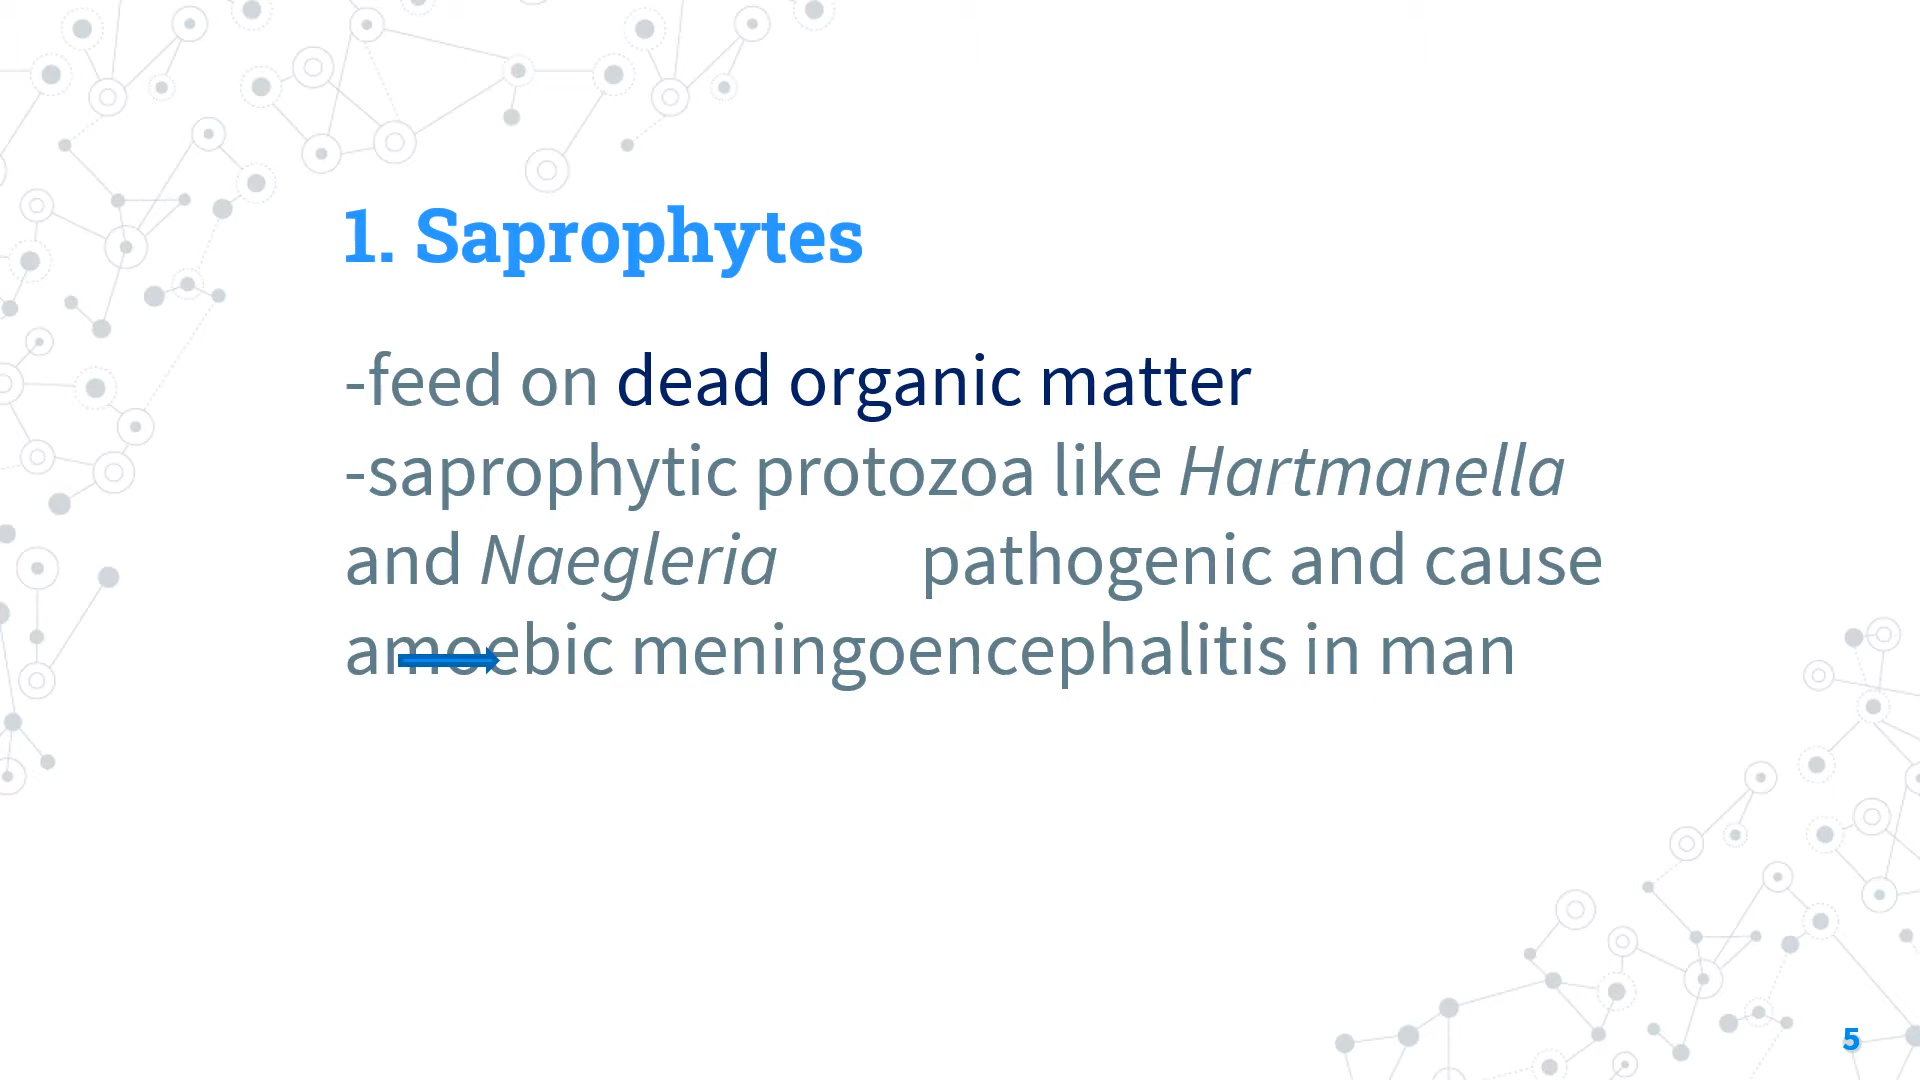 1. Saprophytes
-feed on dead organic matter
-saprophytic protozoa like Hartmanella
and Naegleria pathogenic and cause
amoebic meningoencephalitis in man
5